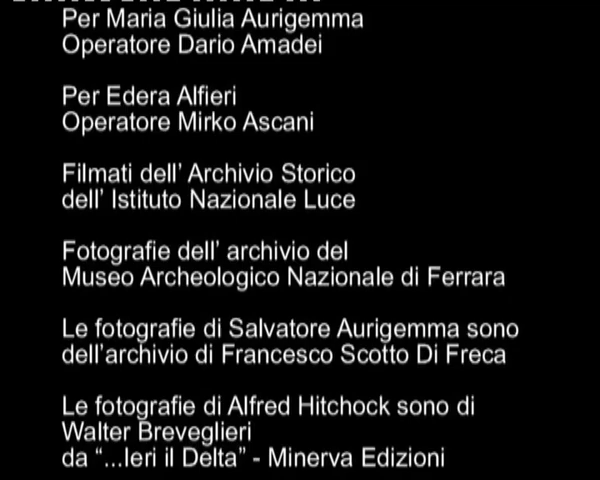 Per Maria Giulia Aurigemma
Operatore Dario Amadei
Per Edera Alfieri
Operatore Mirko Ascani
Filmati dell' Archivio Storico
dell' Istituto Nazionale Luce
Fotografie dell' archivio del
Museo Archeologico Nazionale di Ferrara
Le fotografie di Salvatore Aurigemma sono
dell'archivio di Francesco Scotto Di Freca
Le fotografie di Alfred Hitchock sono di
Walter Breveglieri
da “...Ieri il Delta” - Minerva Edizioni